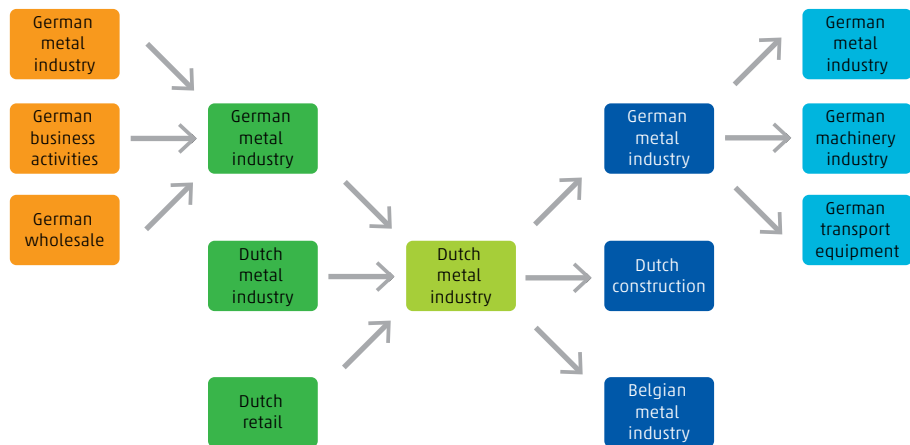 German
metal
industry
German
business
activities
German
wholesale
German
metal
industry
Dutch
metal
industry
Dutch
retail
Dutch
metal
industry
German
metal
industry
Dutch
construction
Belgian
metal
industry
German
metal
industry
German
machinery
industry
German
transport
equipment